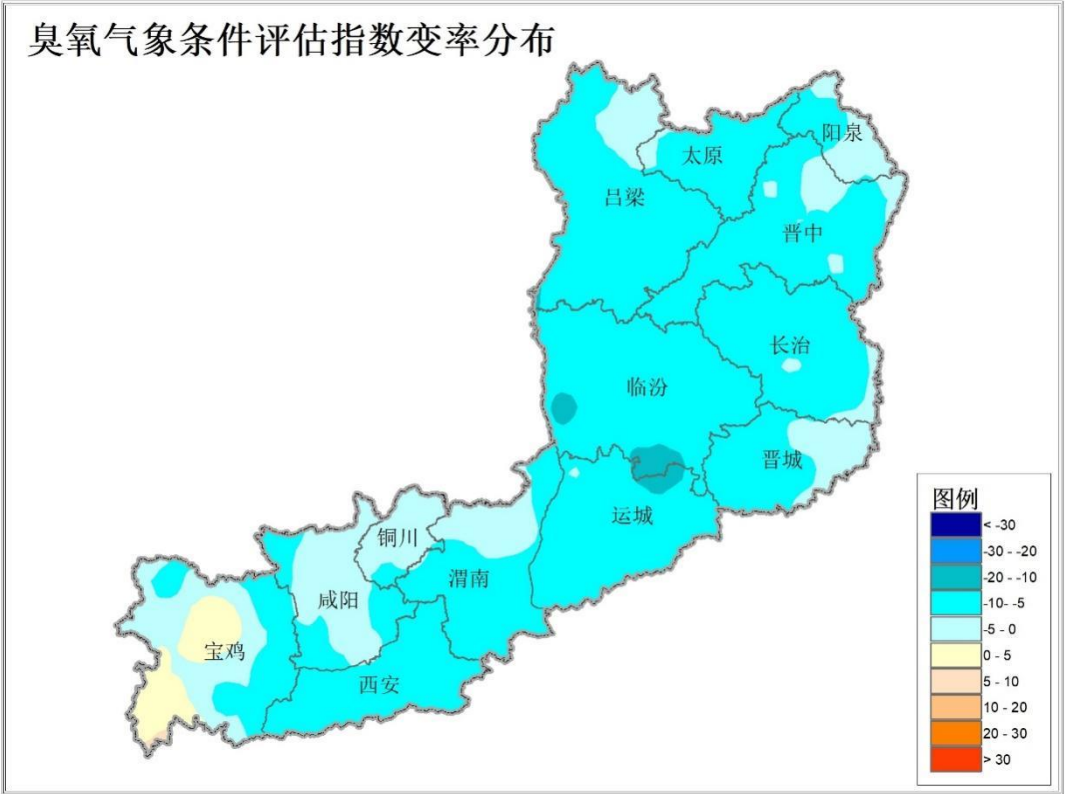 臭氧气象条件评估指数变率分布
阳泉
太原
吕梁
晋中
长治
临汾
晋城
运城
铜川
渭南
咸阳
宝鸡
西安
图例
< -30
-30 - -20
-20 - -10
-10- -5
-5 - 0
0 - 5
5 - 10
10 - 20
20 - 30
> 30